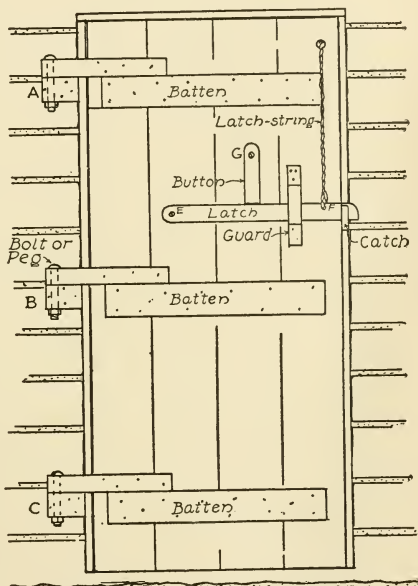 A
Batten
Latch-string
G
Button
E
Latch
F
Guard
Catch
Bolt or
Peg
B
Batten
C
Batten